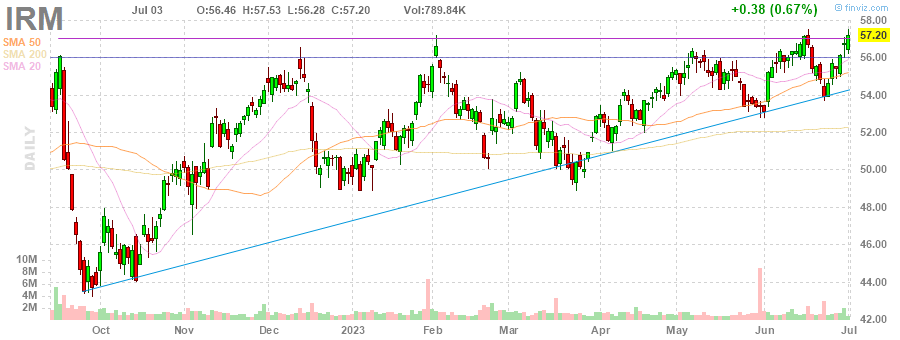 IRM Jul 03 O:56.46 H:57.53 L:56.28 C:57.20 Vol:789.84K +0.38 (0.67%) finviz.com
SMA 50
SMA 200
SMA 20
DAILY
58.00
57.20
56.00
54.00
52.00
50.00
48.00
46.00
44.00
42.00
10M
8M
6M
4M
2M
Oct Nov Dec 2023 Feb Mar Apr May Jun Jul